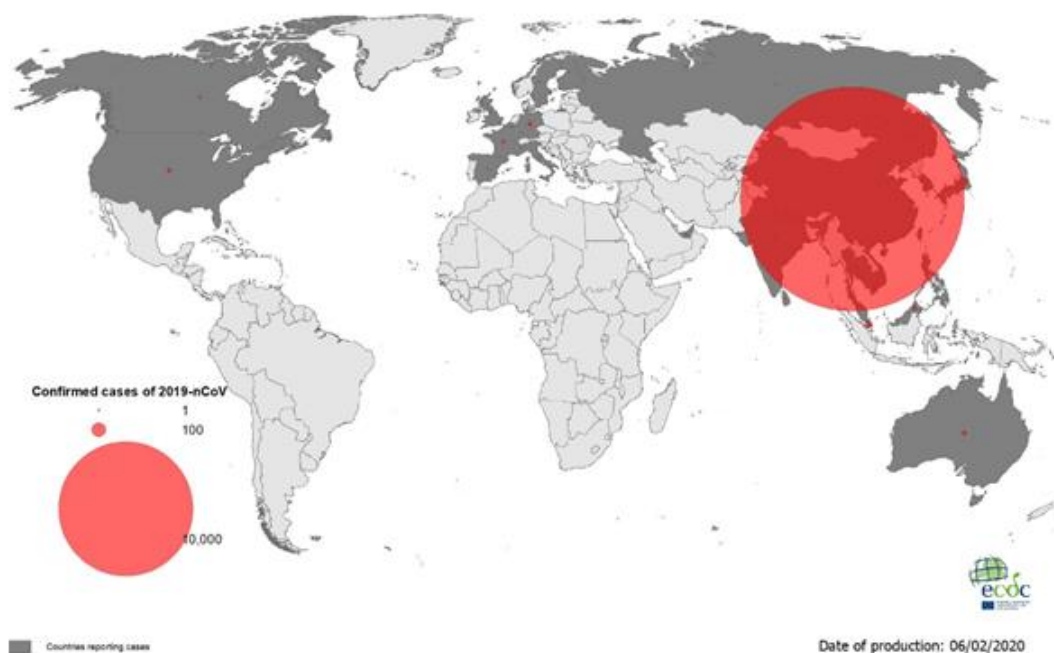 Confirmed cases of 2019-nCoV
1
100
10,000
ecdc
Countries reporting cases
Date of production: 06/02/2020